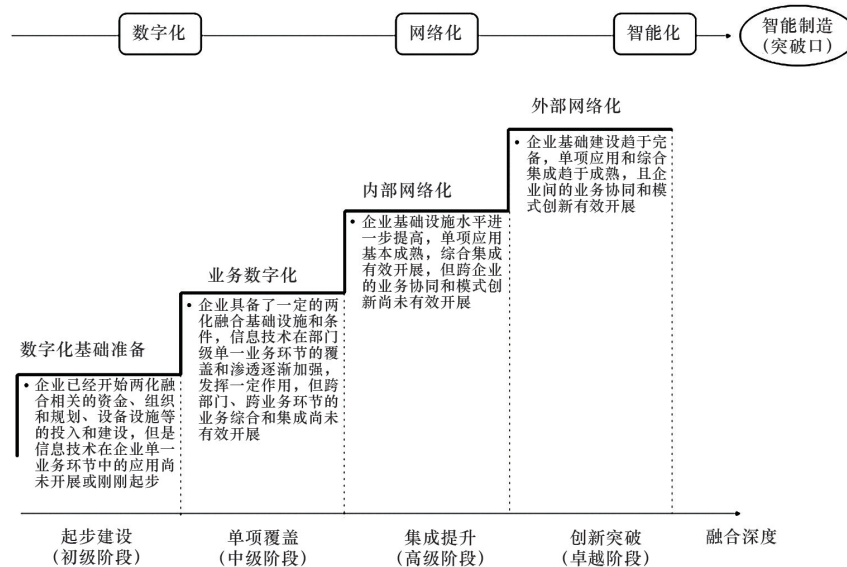 数字化
网络化
智能化
智能制造
(突破口)
外部网络化
• 企业基础建设趋于完
备，单项应用和综合
集成趋于成熟，且企
业间的业务协同和模
式创新有效开展
内部网络化
• 企业基础设施水平进
一步提高，单项应用
基本成熟，综合集成
有效开展，但跨企业
的业务协同和模式创
新尚未有效开展
业务数字化
• 企业具备了一定的两
化融合基础设施和条
件，信息技术在部门
级单一业务环节的覆
盖和渗透逐渐加强，
发挥一定作用，但跨
部门、跨业务环节的
业务综合和集成尚未
有效开展
数字化基础准备
• 企业已经开始两化融
合相关的资金、组织
和规划、设备设施等
的投入和建设，但是
信息技术在企业单一
业务环节中的应用尚
未开展或刚刚起步
起步建设
(初级阶段)
单项覆盖
(中级阶段)
集成提升
(高级阶段)
创新突破
(卓越阶段)
融合深度